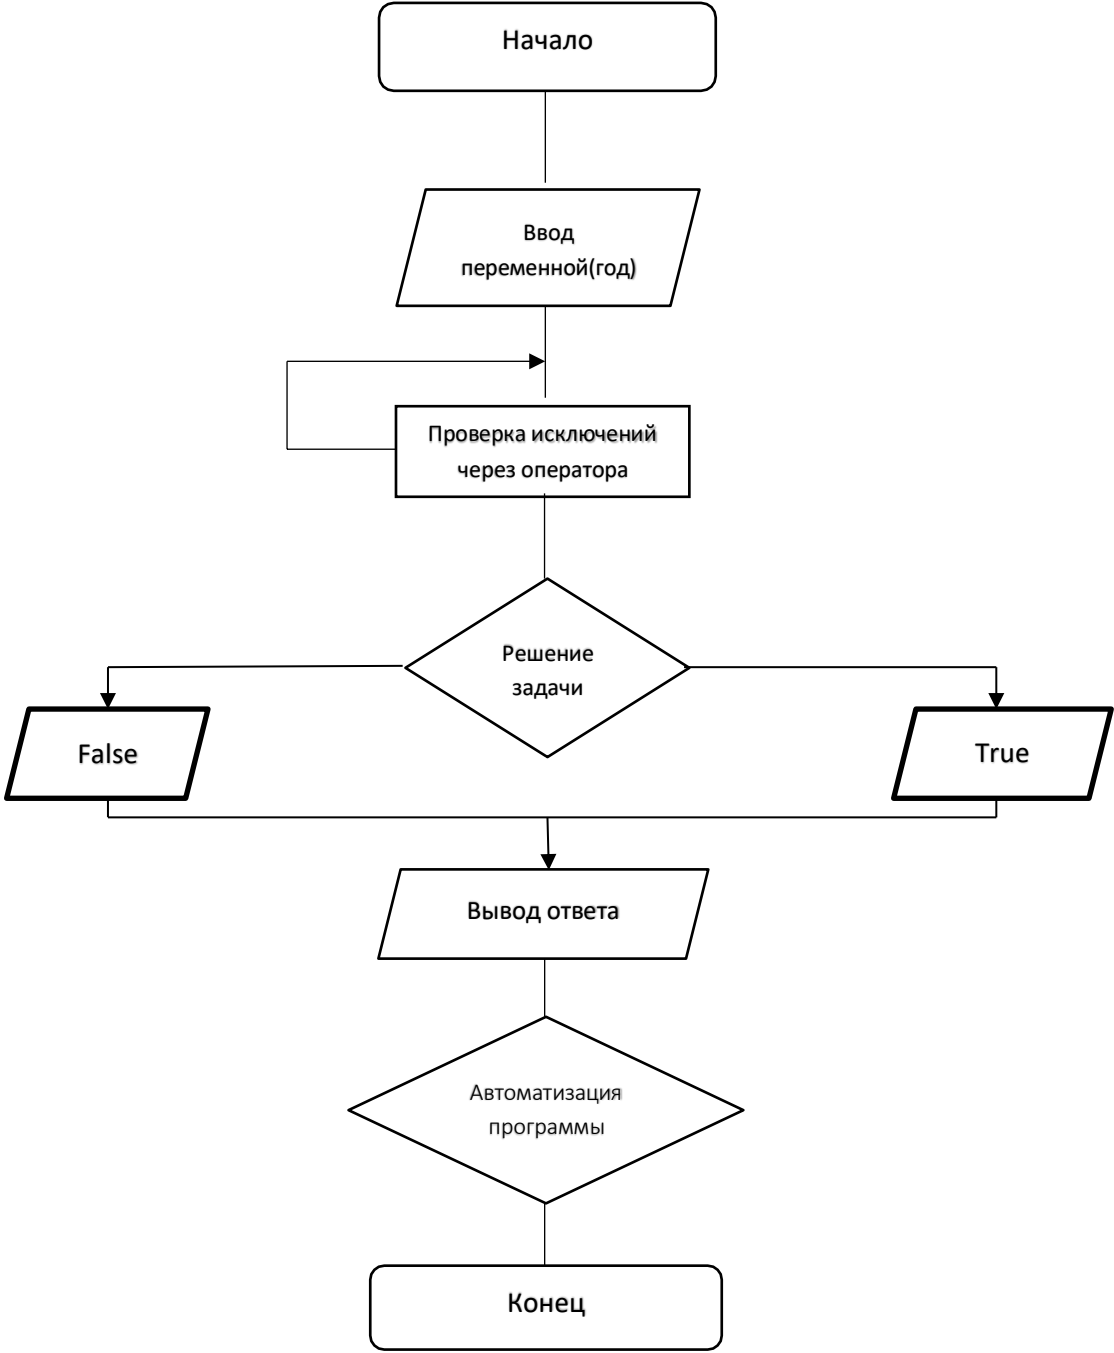 Начало
Ввод
переменной(год)
Проверка исключений
через оператора
Решение
задачи
False
True
Вывод ответа
Автоматизация
программы
Конец